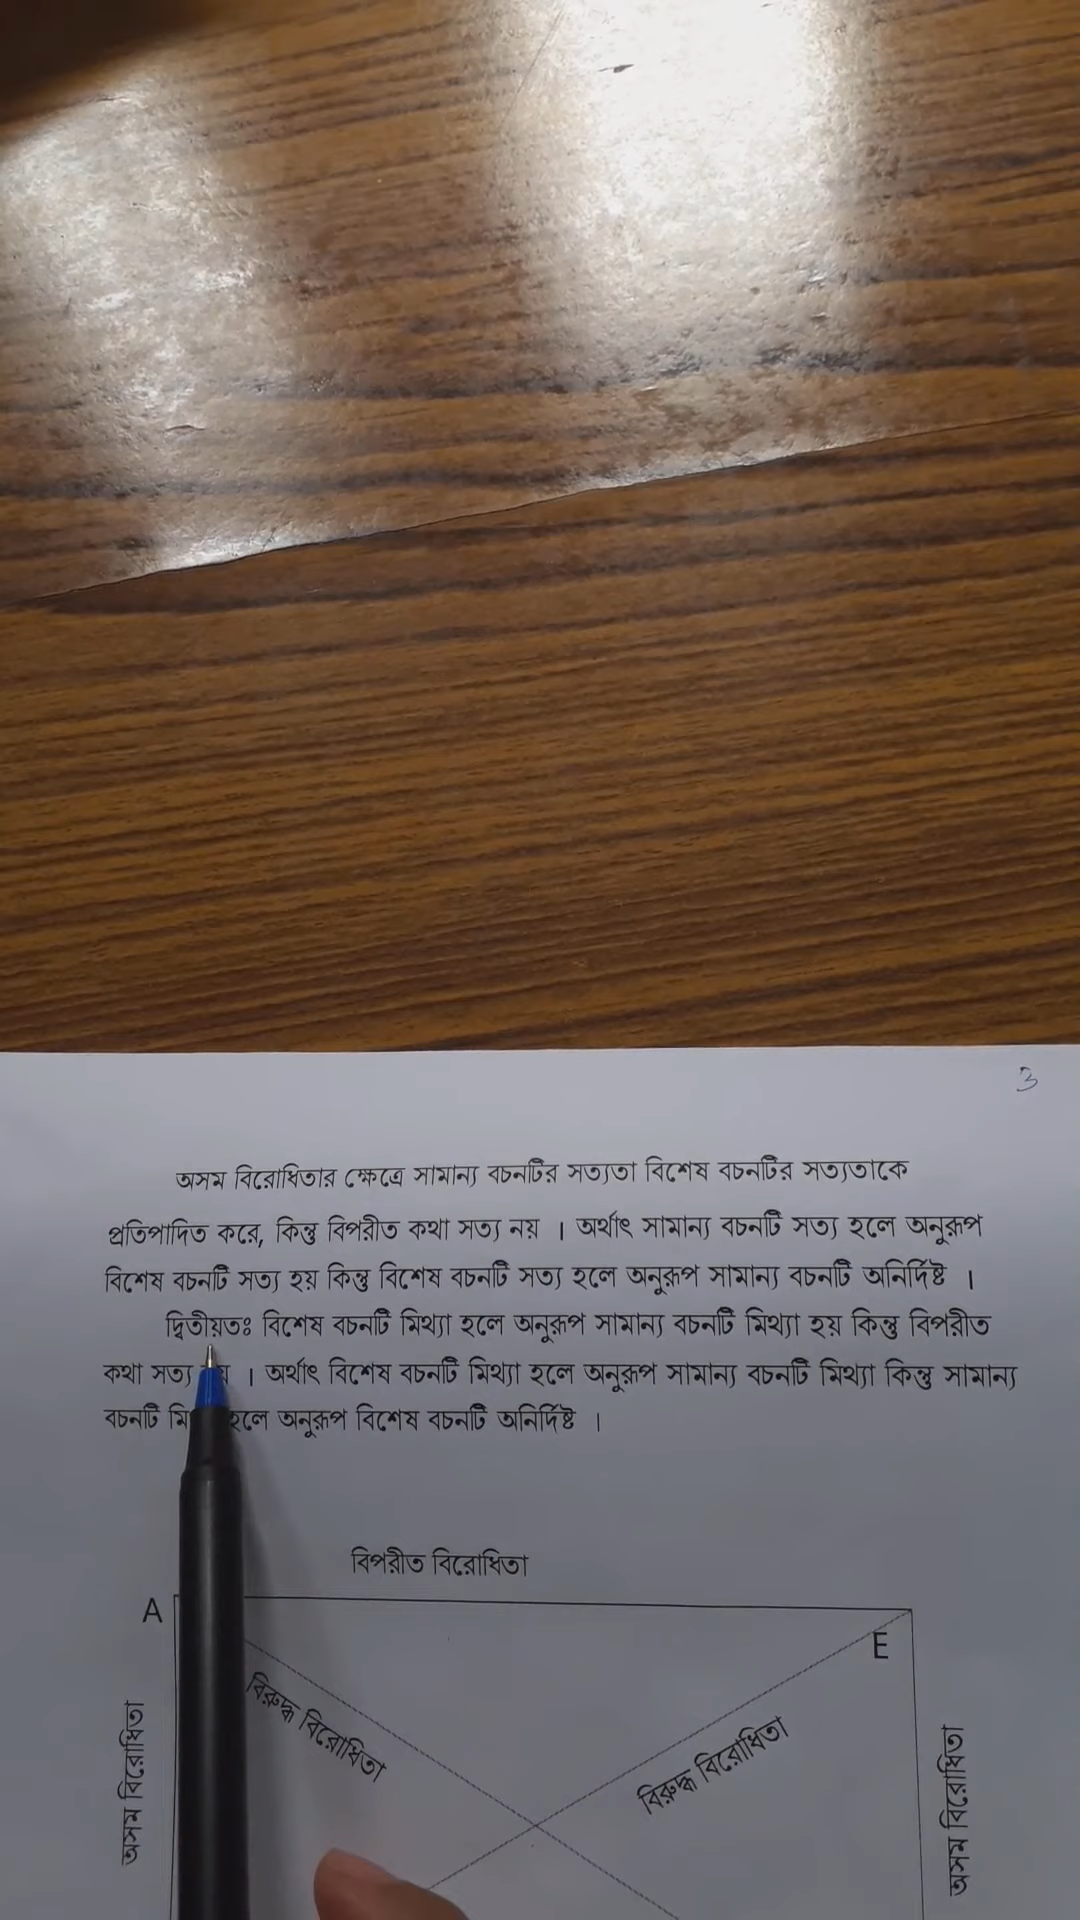 3
অসম বিরোধিতার ক্ষেত্রে সামান্য বচনটির সত্যতা বিশেষ বচনটির সত্যতাকে
প্রতিপাদিত করে, কিন্তু বিপরীত কথা সত্য নয় । অর্থাৎ সামান্য বচনটি সত্য হলে অনুরূপ
বিশেষ বচনটি সত্য হয় কিন্তু বিশেষ বচনটি সত্য হলে অনুরূপ সামান্য বচনটি অনির্দিষ্ট ।
দ্বিতীয়তঃ বিশেষ বচনটি মিথ্যা হলে অনুরূপ সামান্য বচনটি মিথ্যা হয় কিন্তু বিপরীত
কথা সত্য । অর্থাৎ বিশেষ বচনটি মিথ্যা হলে অনুরূপ সামান্য বচনটি মিথ্যা কিন্তু সামান্য
বচনটি হলে অনুরূপ বিশেষ বচনটি অনির্দিষ্ট ।
বিপরীত বিরোধিতা
A
E
বিরুদ্ধ বিরোধিতা
বিরুদ্ধ বিরোধিতা
অসম বিরোধিতা
অসম বিরোধিতা